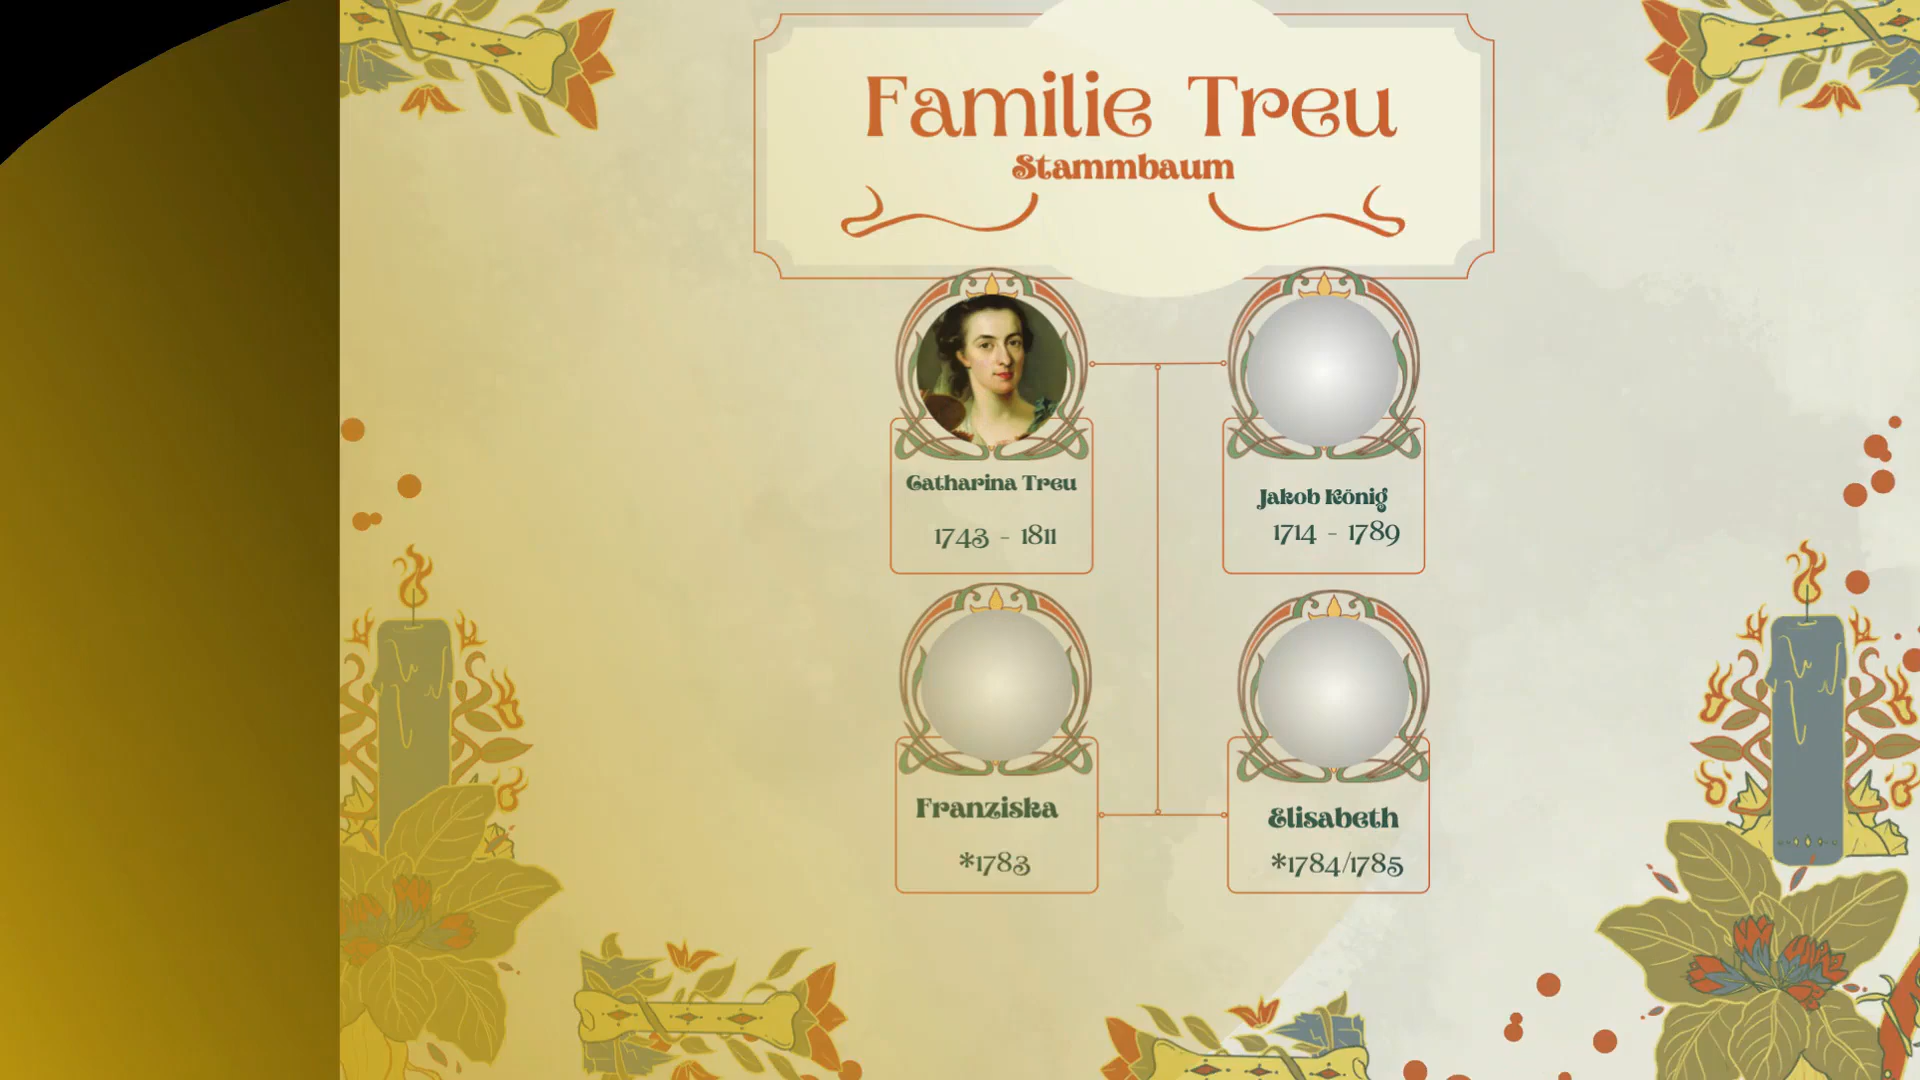 Familie Treu
Stammbaum
Catharina Treu
1743 - 1811
Jakob König
1714 - 1789
Franziska
*1783
Elisabeth
*1784/1785